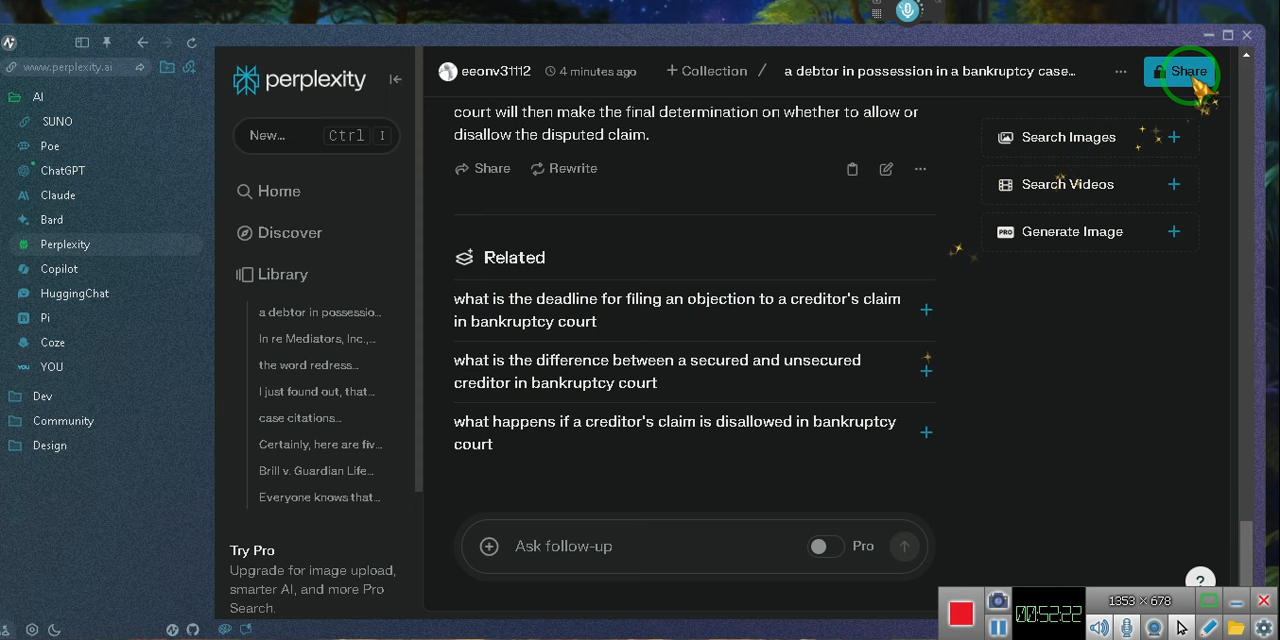 www.perplexity.ai
AI
SUNO
Poe
ChatGPT
Claude
Bard
Perplexity
Copilot
HuggingChat
Pi
Coze
YOU
Dev
Community
Design
perplexity
New...
Ctrl I
Home
Discover
Library
a debtor in possessio...
In re Mediators, Inc.,...
the word redress...
I just found out, that...
case citations...
Certainly, here are fiv...
Brill v. Guardian Life...
Everyone knows that...
Try Pro
Upgrade for image upload,
smarter AI, and more Pro
Search.
eeonv3112
4 minutes ago
+ Collection / a debtor in possession in a bankruptcy case...
Share
court will then make the final determination on whether to allow or
disallow the disputed claim.
Share Rewrite
Related
what is the deadline for filing an objection to a creditor's claim
in bankruptcy court
what is the difference between a secured and unsecured
creditor in bankruptcy court
what happens if a creditor's claim is disallowed in bankruptcy
court
Ask follow-up
Pro
Search Images
Search Videos
PRO Generate Image
?
00:52:22
1353 × 678